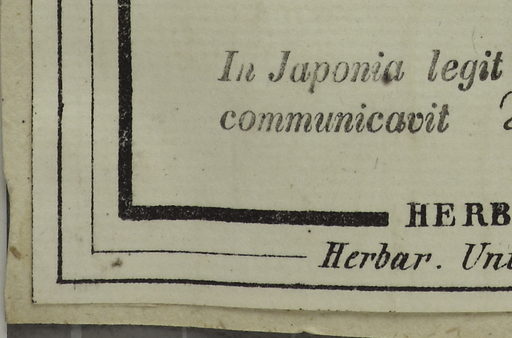 In Japonia legit
communicavit
HERB
Herbar. Uni